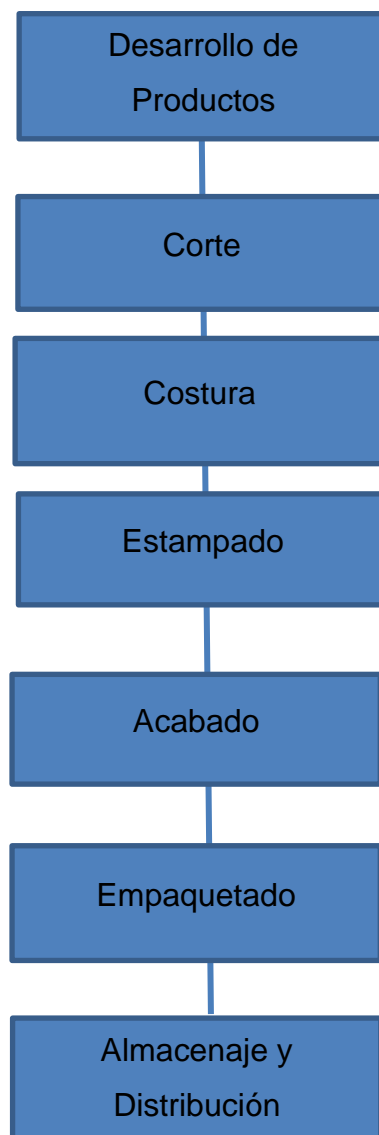 Desarrollo de
Productos
Corte
Costura
Estampado
Acabado
Empaquetado
Almacenaje y
Distribución